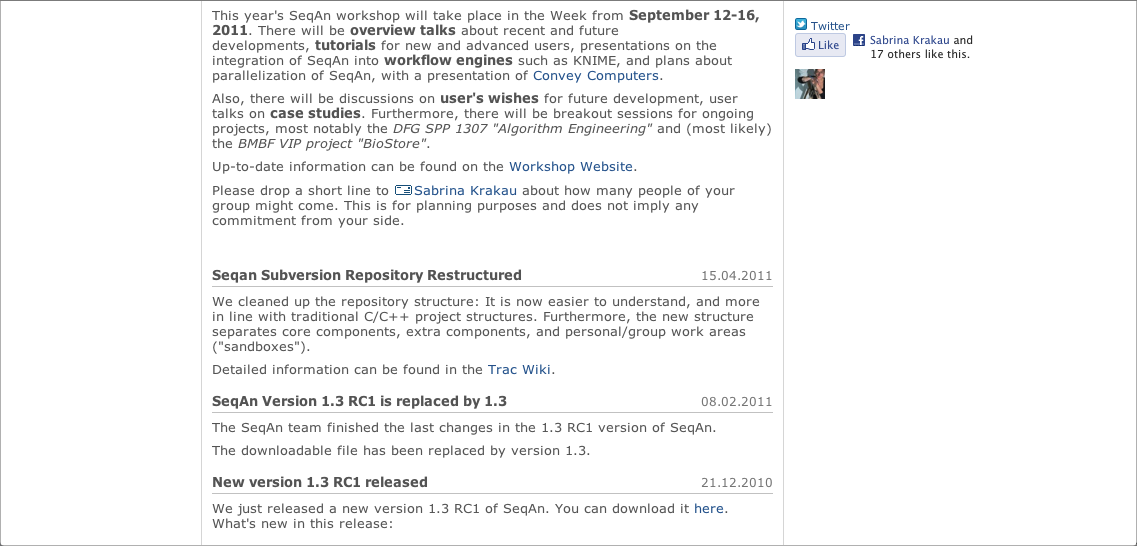 This year's SeqAn workshop will take place in the Week from September 12-16,
2011. There will be overview talks about recent and future
developments, tutorials for new and advanced users, presentations on the
integration of SeqAn into workflow engines such as KNIME, and plans about
parallelization of SeqAn, with a presentation of Convey Computers.
Also, there will be discussions on user's wishes for future development, user
talks on case studies. Furthermore, there will be breakout sessions for ongoing
projects, most notably the DFG SPP 1307 "Algorithm Engineering" and (most likely)
the BMBF VIP project "BioStore".
Up-to-date information can be found on the Workshop Website.
Please drop a short line to Sabrina Krakau about how many people of your
group might come. This is for planning purposes and does not imply any
commitment from your side.
Seqan Subversion Repository Restructured 15.04.2011
We cleaned up the repository structure: It is now easier to understand, and more
in line with traditional C/C++ project structures. Furthermore, the new structure
separates core components, extra components, and personal/group work areas
("sandboxes").
Detailed information can be found in the Trac Wiki.
SeqAn Version 1.3 RC1 is replaced by 1.3 08.02.2011
The SeqAn team finished the last changes in the 1.3 RC1 version of SeqAn.
The downloadable file has been replaced by version 1.3.
New version 1.3 RC1 released 21.12.2010
We just released a new version 1.3 RC1 of SeqAn. You can download it here.
What's new in this release:
Twitter
Like Sabrina Krakau and
17 others like this.